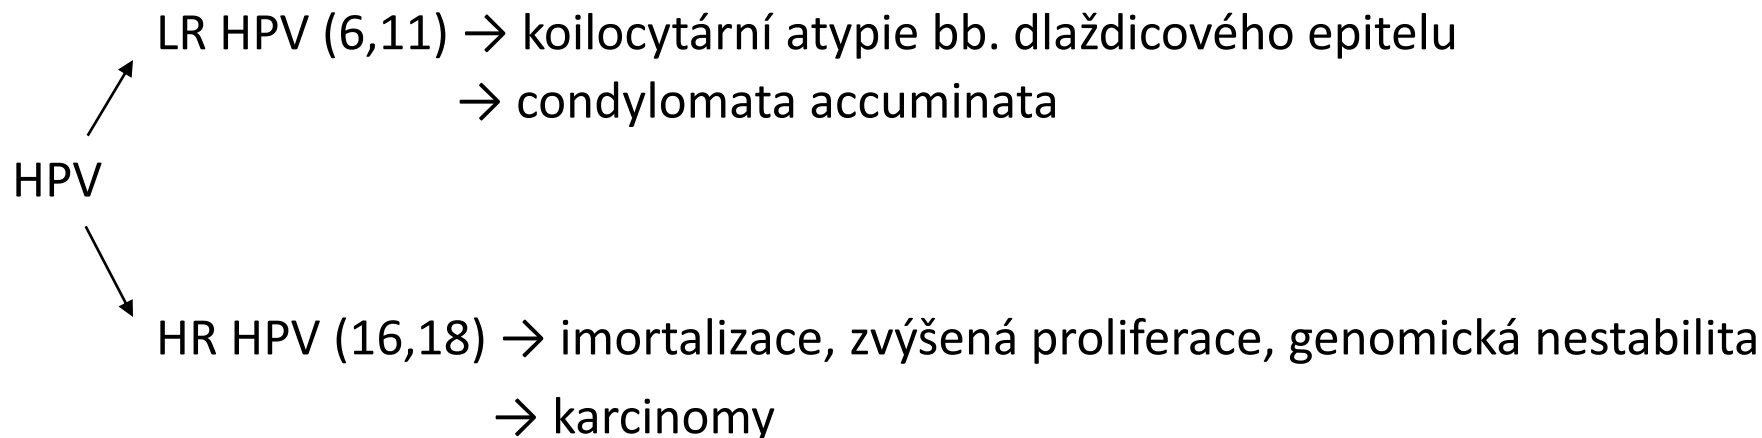 LR HPV (6,11) → koilocytární atypie bb. dlaždicového epitelu
→ condylomata accuminata
HPV
HR HPV (16,18) → imortalizace, zvýšená proliferace, genomická nestabilita
→ karcinomy